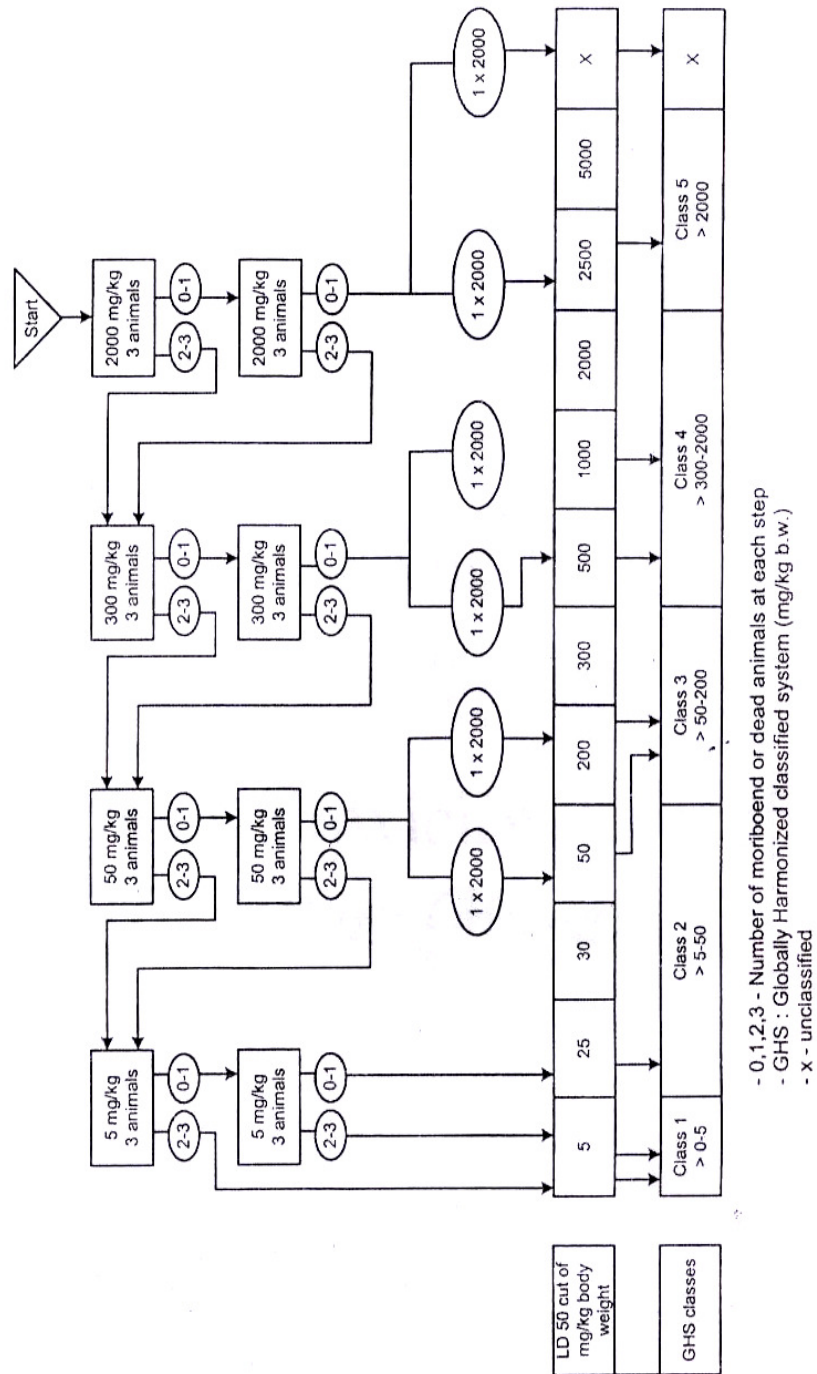 Start
5 mg/kg
3 animals
50 mg/kg
3 animals
300 mg/kg
3 animals
2000 mg/kg
3 animals
2-3
0-1
2-3
0-1
2-3
0-1
2-3
0-1
5 mg/kg
3 animals
50 mg/kg
3 animals
300 mg/kg
3 animals
2000 mg/kg
3 animals
2-3
0-1
2-3
0-1
2-3
0-1
2-3
0-1
1 x 2000
1 x 2000
1 x 2000
1 x 2000
1 x 2000
1 x 2000
LD 50 cut of
mg/kg body
weight
5
25
30
50
200
300
500
1000
2000
2500
5000
X
GHS classes
Class 1
> 0-5
Class 2
> 5-50
Class 3
> 50-200
Class 4
> 300-2000
Class 5
> 2000
X
- 0,1,2,3 - Number of moriboend or dead animals at each step
- GHS : Globally Harmonized classified system (mg/kg b.w.)
- x - unclassified